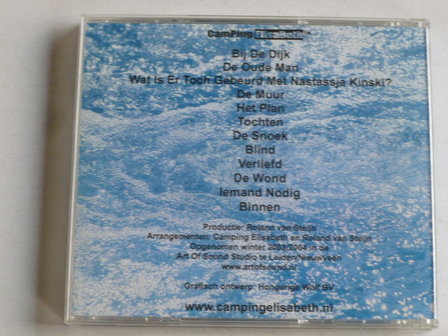 CamPing Elisabeth
Bij De Dijk
De Oude Man
Wat Is Er Toch Gebeurd Met Nastassja Kinski?
De Muur
Het Plan
Tochten
De Snoek
Blind
Verliefd
De Wond
Iemand Nodig
Binnen
Productie: Roland van Steijn
Arrangementen: Camping Elisabeth en Roland van Steijn
Opgenomen winter 2003/2004 in de
Art Of Sound Studio te Leiden/Nieuwveen
www.artofsound.nl
Grafisch ontwerp: Hongerige Wolf BV
www.campingelisabeth.nl